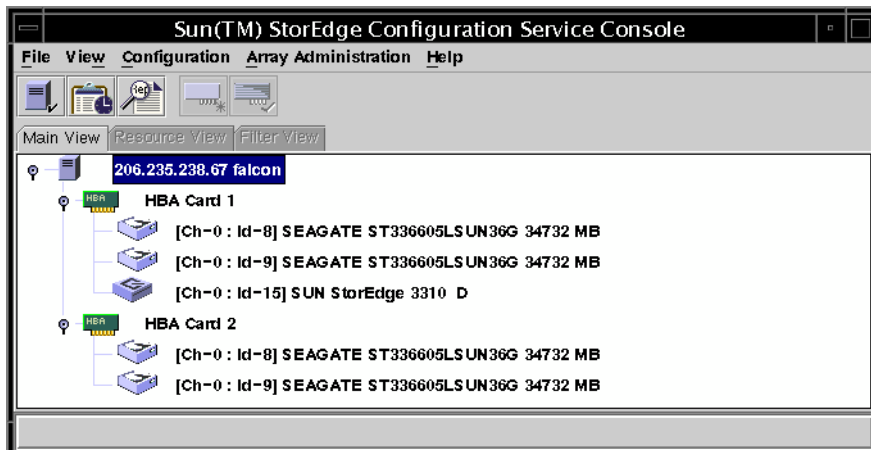 Sun(TM) StorEdge Configuration Service Console
File View Configuration Array Administration Help
Rep
Main View Resource View Filter View
206.235.238.67 falcon
HBA HBA Card 1
[Ch-0 : Id-8] SEAGATE ST336605LSUN36G 34732 MB
[Ch-0 : Id-9] SEAGATE ST336605LSUN36G 34732 MB
[Ch-0 : Id-15] SUN StorEdge 3310 D
HBA HBA Card 2
[Ch-0 : Id-8] SEAGATE ST336605LSUN36G 34732 MB
[Ch-0 : Id-9] SEAGATE ST336605LSUN36G 34732 MB